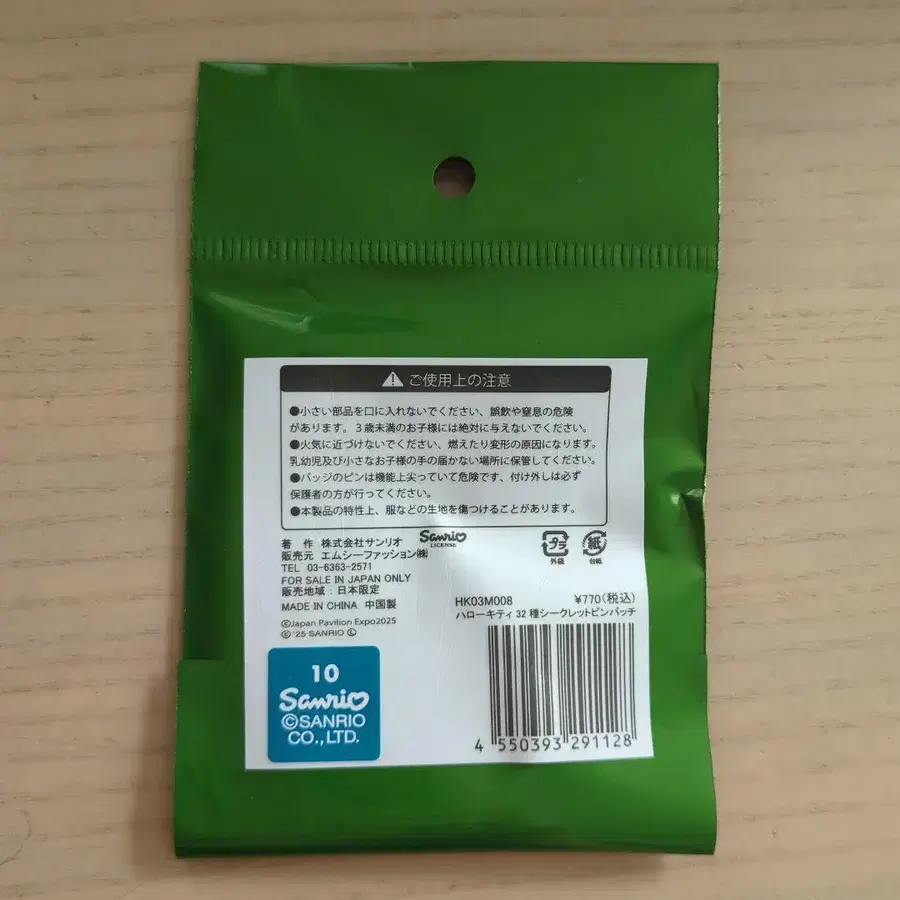 ご使用上の注意
●小さい部品を口に入れないでください、誤飲や窒息の危険
があります。3歳未満のお子様には絶対に与えないでください。
●火気に近づけないでください、燃えたり変形の原因になります。
乳幼児及び小さなお子様の手の届かない場所に保管してください。
●バッジのピンは機能上尖っていて危険です、付け外しは必ず
保護者の方が行ってください。
●本製品の特性上、服などの生地を傷つけることがあります。
著 作 株式会社サンリオ
販売元 エムシーファッション㈱
TEL 03-6363-2571
FOR SALE IN JAPAN ONLY
販売地域：日本限定
MADE IN CHINA 中国製
©Japan Pavilion Expo2025
© '25 SANRIO Ⓛ
Sanrio
LICENSE
プラ
外袋
紙
台紙
HK03M008 ¥770(税込)
ハローキティ 32 種シークレットピンバッチ
4 550393 291128
10
Sanrio
©SANRIO
CO., LTD.